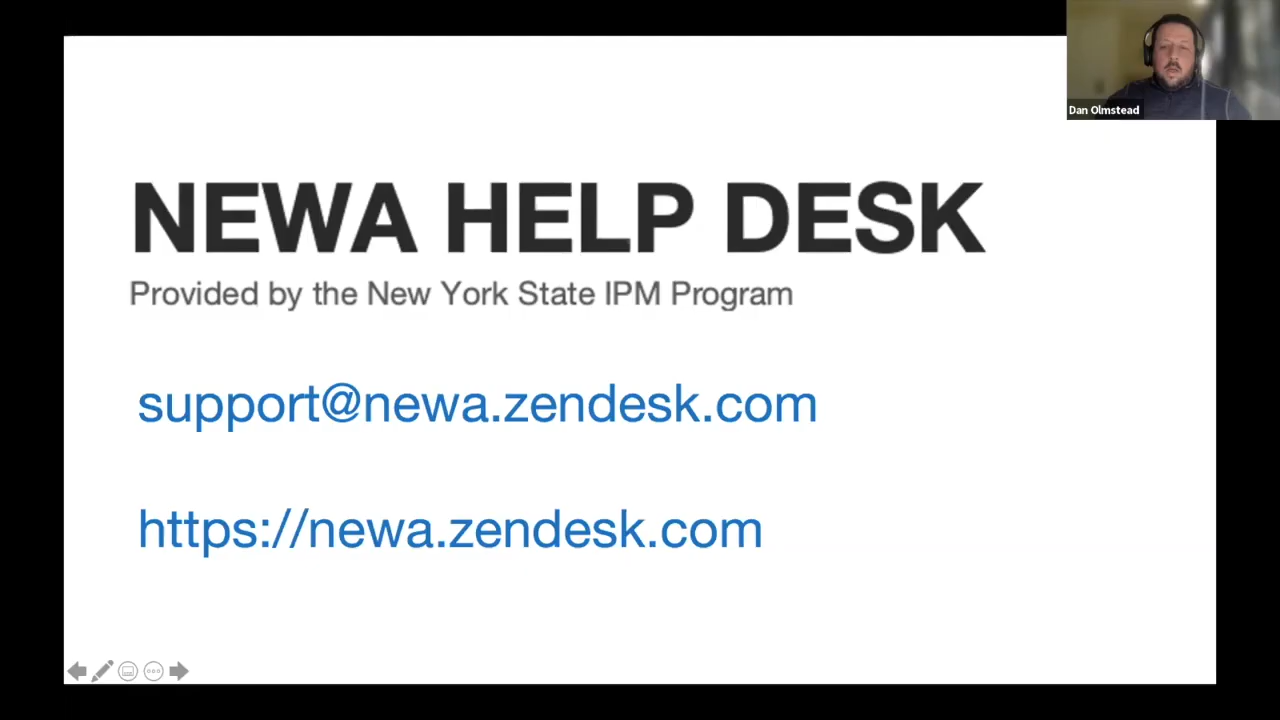 Dan Olmstead
NEWA HELP DESK
Provided by the New York State IPM Program
support@newa.zendesk.com
https://newa.zendesk.com